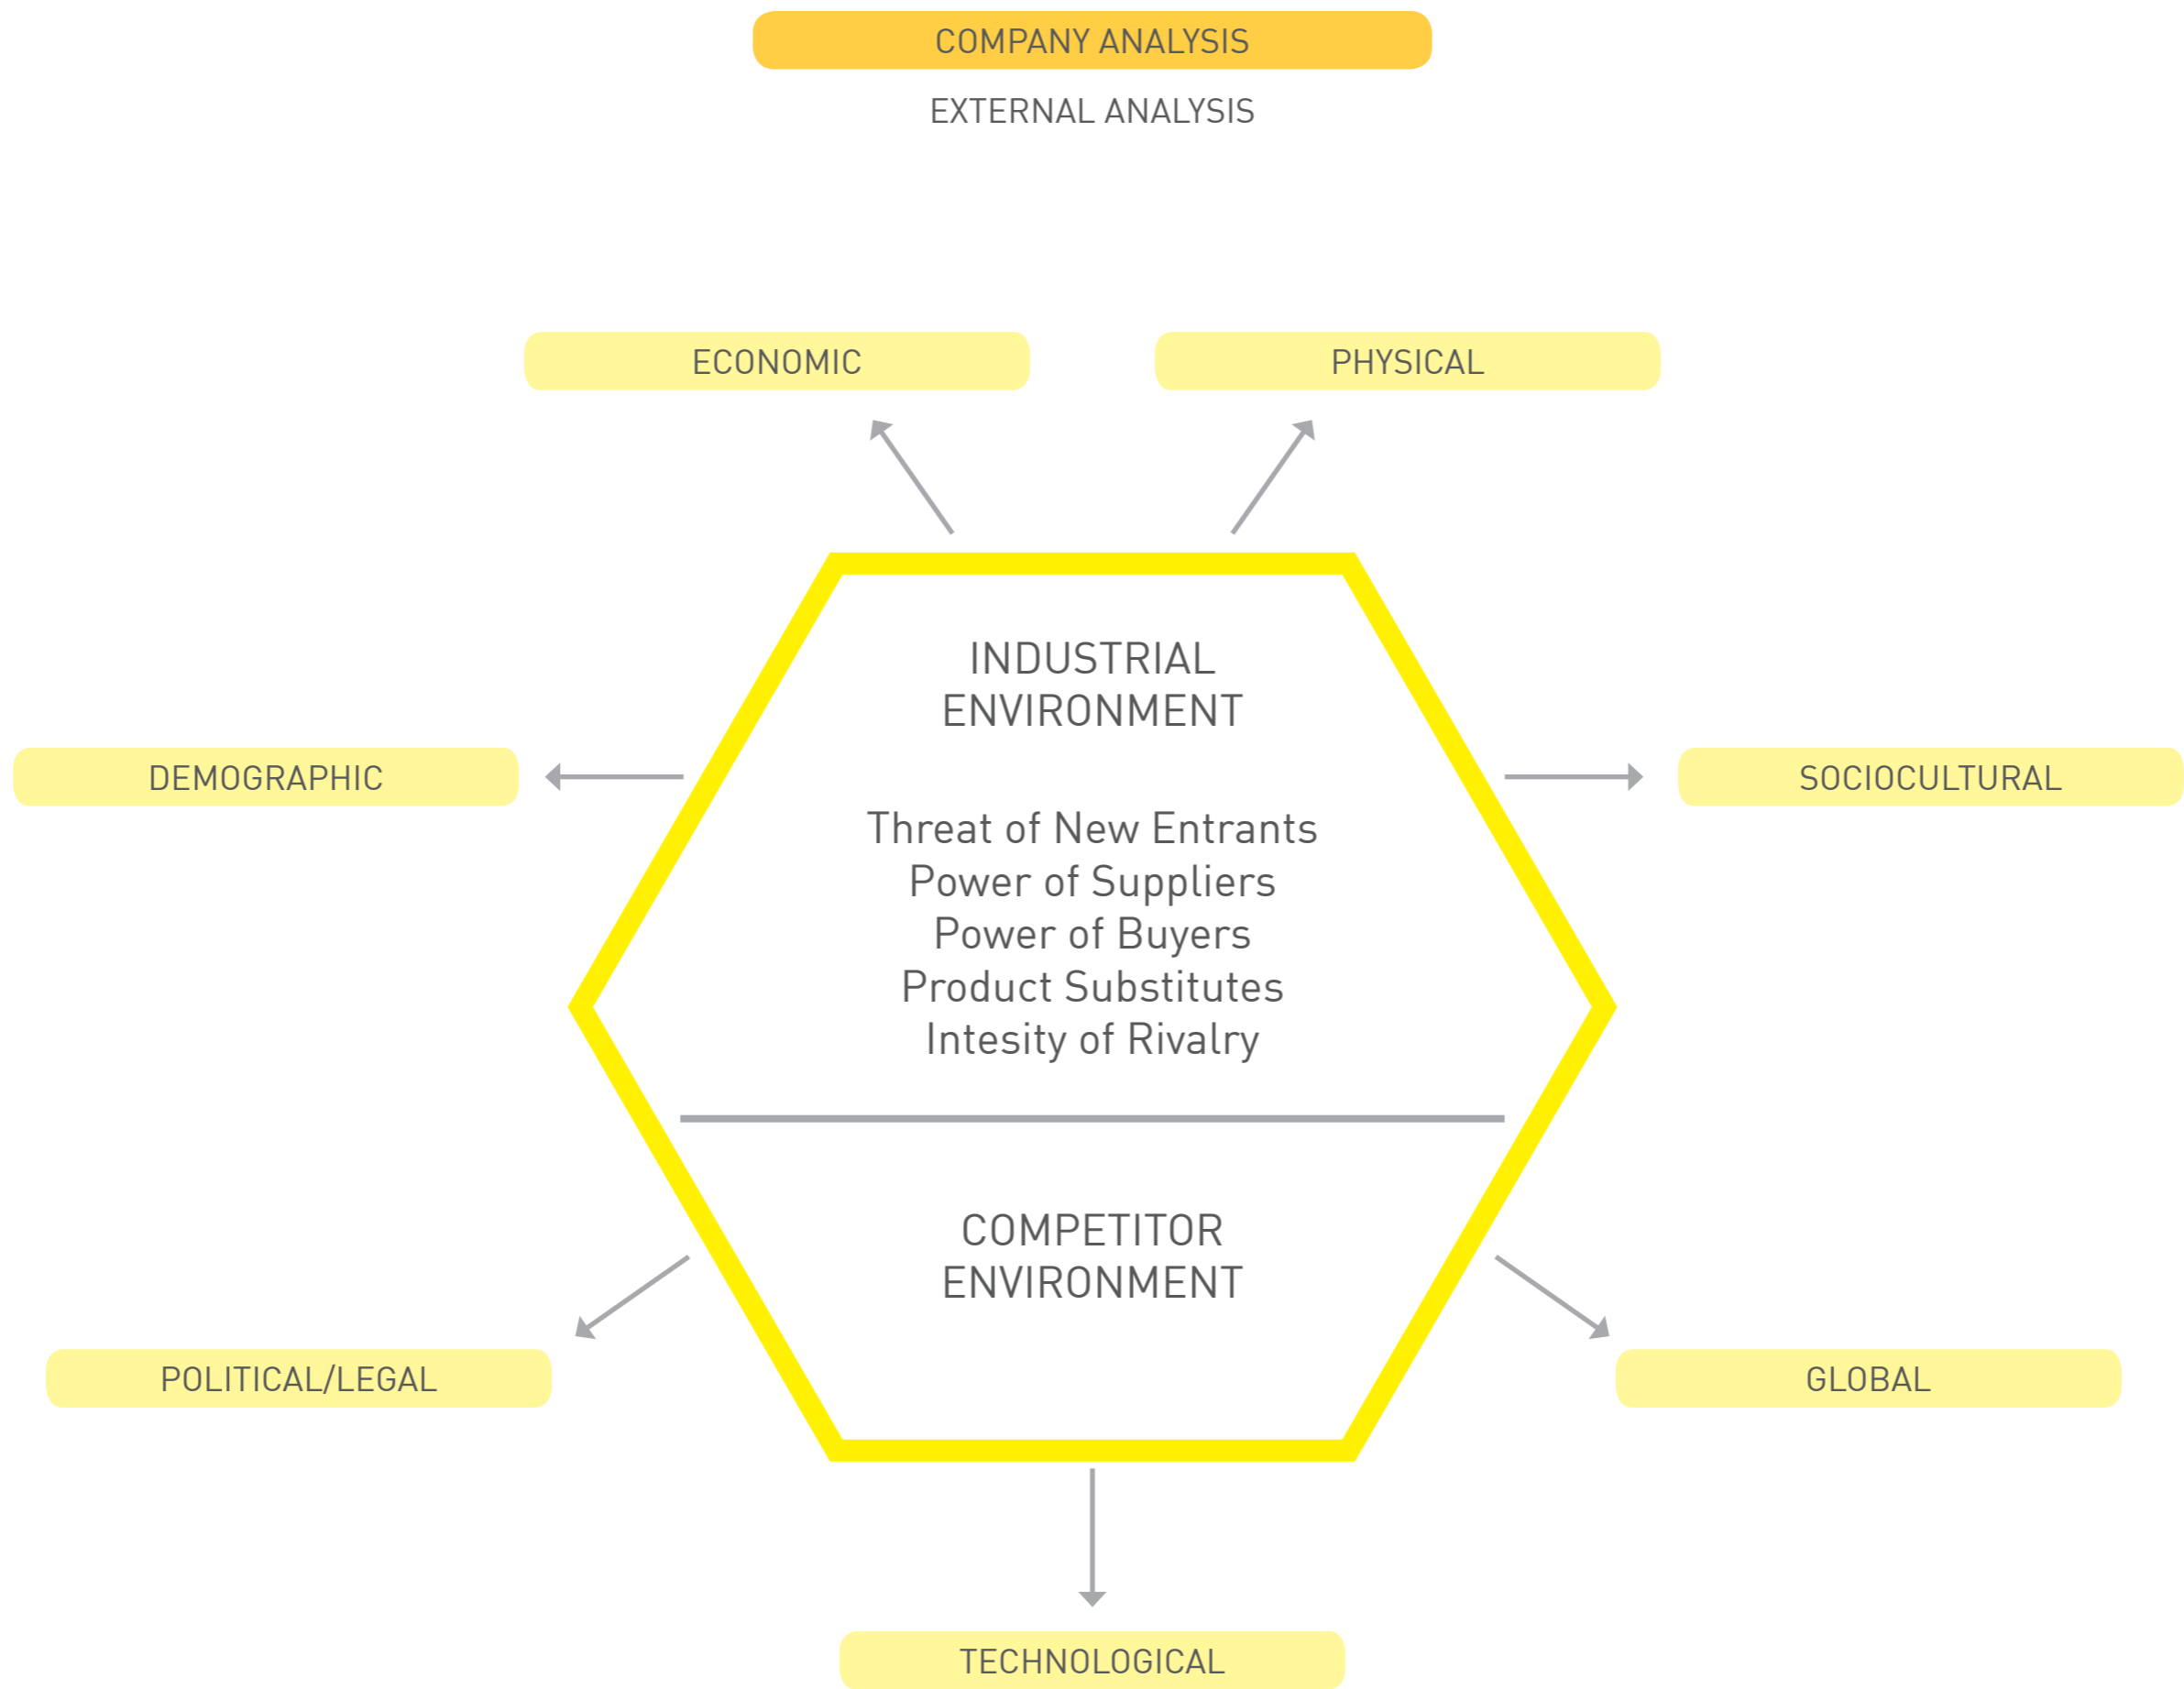 COMPANY ANALYSIS
EXTERNAL ANALYSIS
ECONOMIC
PHYSICAL
INDUSTRIAL
ENVIRONMENT
DEMOGRAPHIC
SOCIOCULTURAL
Threat of New Entrants
Power of Suppliers
Power of Buyers
Product Substitutes
Intesity of Rivalry
COMPETITOR
ENVIRONMENT
POLITICAL/LEGAL
GLOBAL
TECHNOLOGICAL